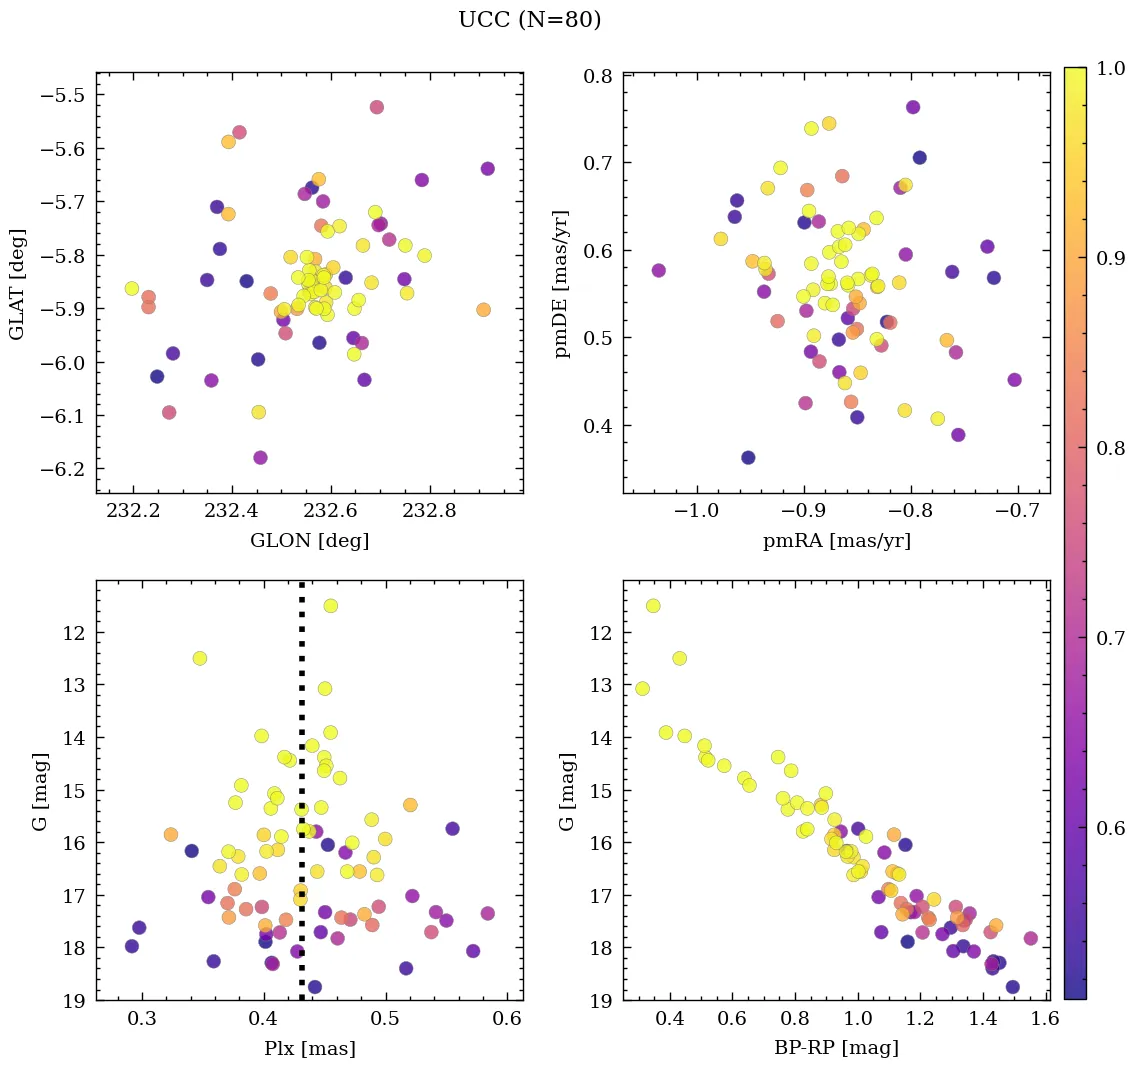 UCC (N=80)
−5.5
−5.6
−5.7
−5.8
−5.9
−6.0
−6.1
−6.2
GLAT [deg]
232.2 232.4 232.6 232.8
GLON [deg]
0.8
0.7
0.6
0.5
0.4
pmDE [mas/yr]
−1.0 −0.9 −0.8 −0.7
pmRA [mas/yr]
12
13
14
15
16
17
18
19
G [mag]
0.3 0.4 0.5 0.6
Plx [mas]
12
13
14
15
16
17
18
19
G [mag]
0.4 0.6 0.8 1.0 1.2 1.4 1.6
BP-RP [mag]
1.0
0.9
0.8
0.7
0.6